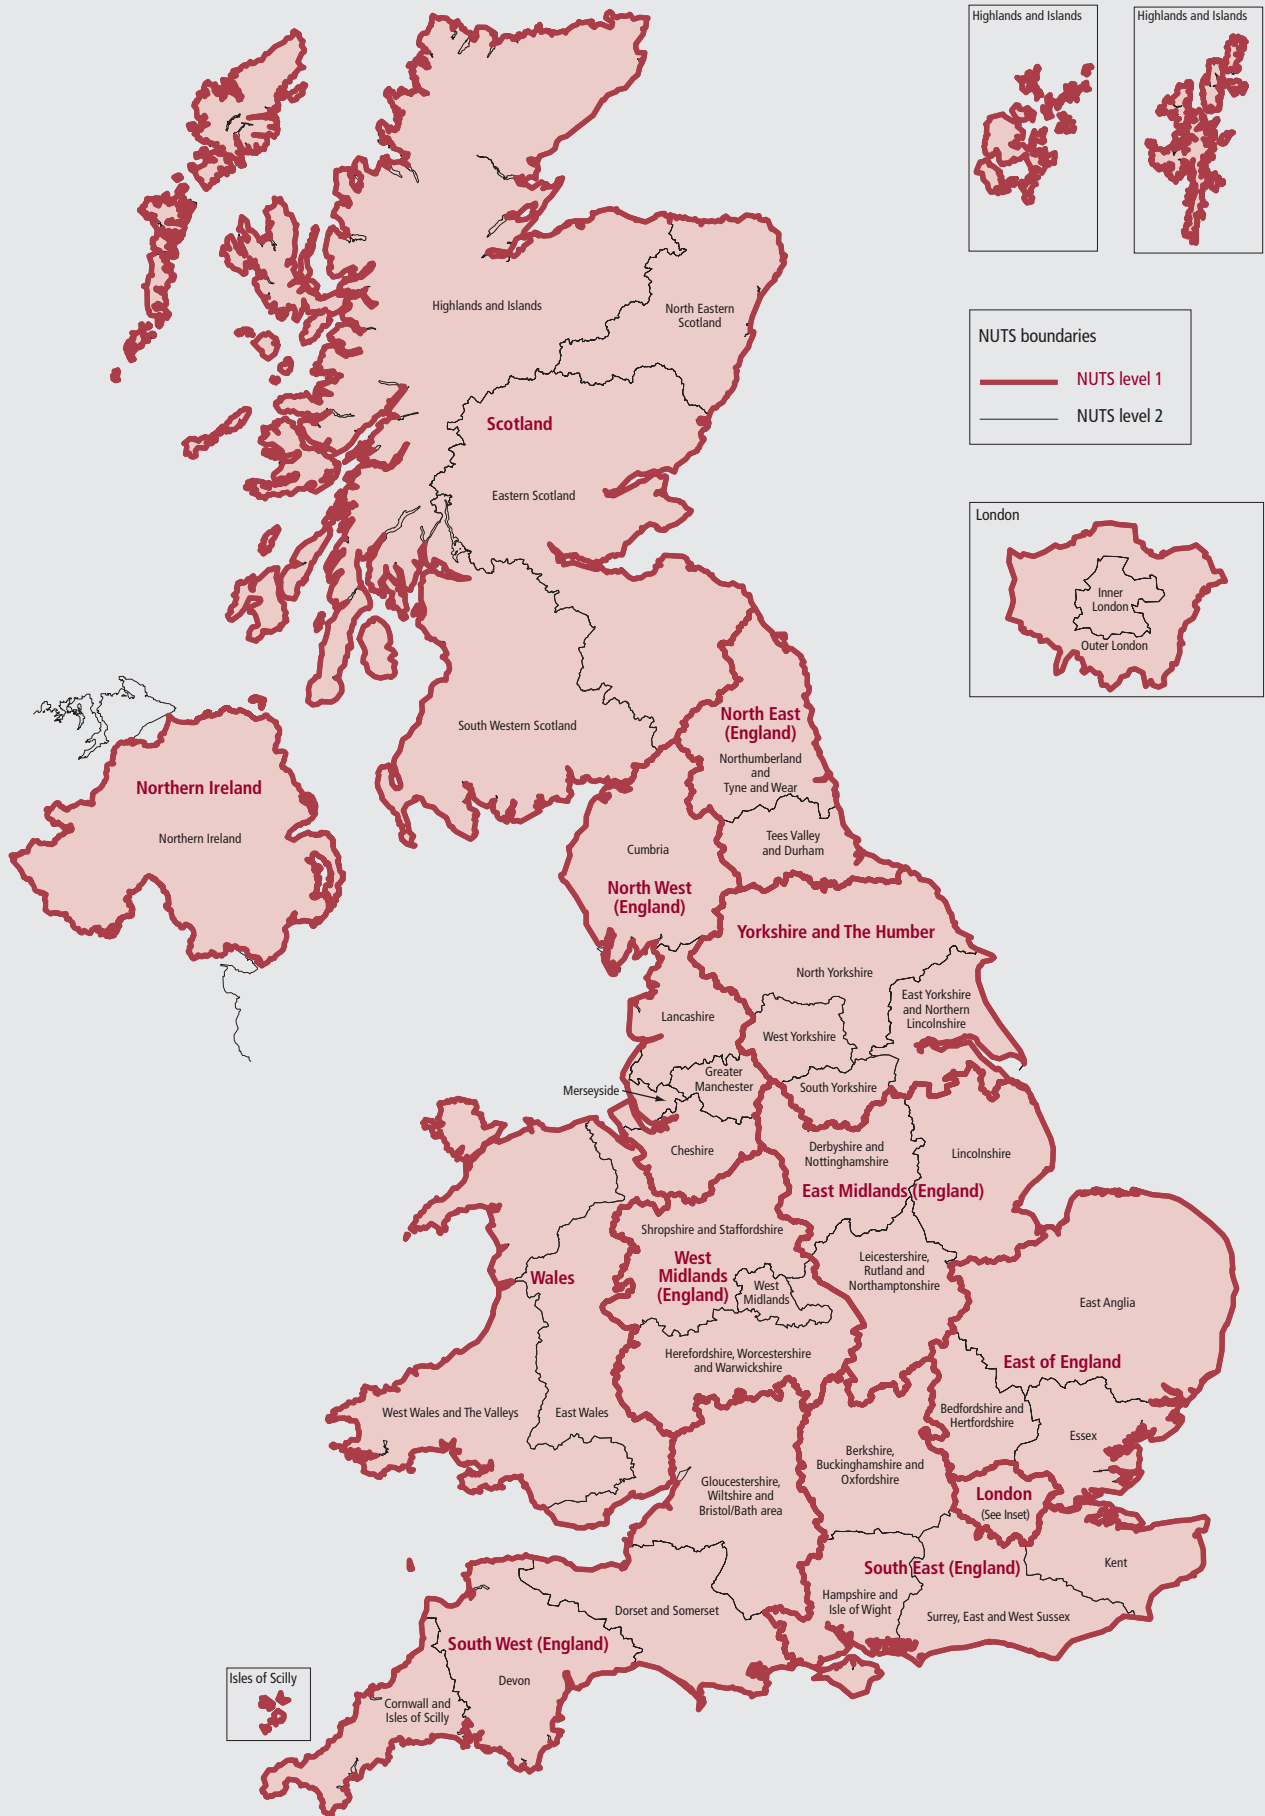 Highlands and Islands
Highlands and Islands
Highlands and Islands
North Eastern
Scotland
NUTS boundaries
NUTS level 1
NUTS level 2
Scotland
Eastern Scotland
London
Inner
London
Outer London
South Western Scotland
North East
(England)
Northumberland
and
Tyne and Wear
Northern Ireland
Northern Ireland
Tees Valley
and Durham
Cumbria
North West
(England)
Yorkshire and The Humber
North Yorkshire
East Yorkshire
and Northern
Lincolnshire
Lancashire
West Yorkshire
Greater
Manchester
South Yorkshire
Merseyside
Cheshire
Derbyshire and
Nottinghamshire
Lincolnshire
East Midlands (England)
Shropshire and Staffordshire
West
Midlands
(England)
West
Midlands
Leicestershire,
Rutland and
Northamptonshire
Wales
East Anglia
Herefordshire, Worcestershire
and Warwickshire
East of England
West Wales and The Valleys
East Wales
Bedfordshire and
Hertfordshire
Essex
Berkshire,
Buckinghamshire and
Oxfordshire
Gloucestershire,
Wiltshire and
Bristol/Bath area
London
(See Inset)
Kent
South East (England)
Hampshire and
Isle of Wight
Surrey, East and West Sussex
Dorset and Somerset
South West (England)
Devon
Cornwall and
Isles of Scilly
Isles of Scilly